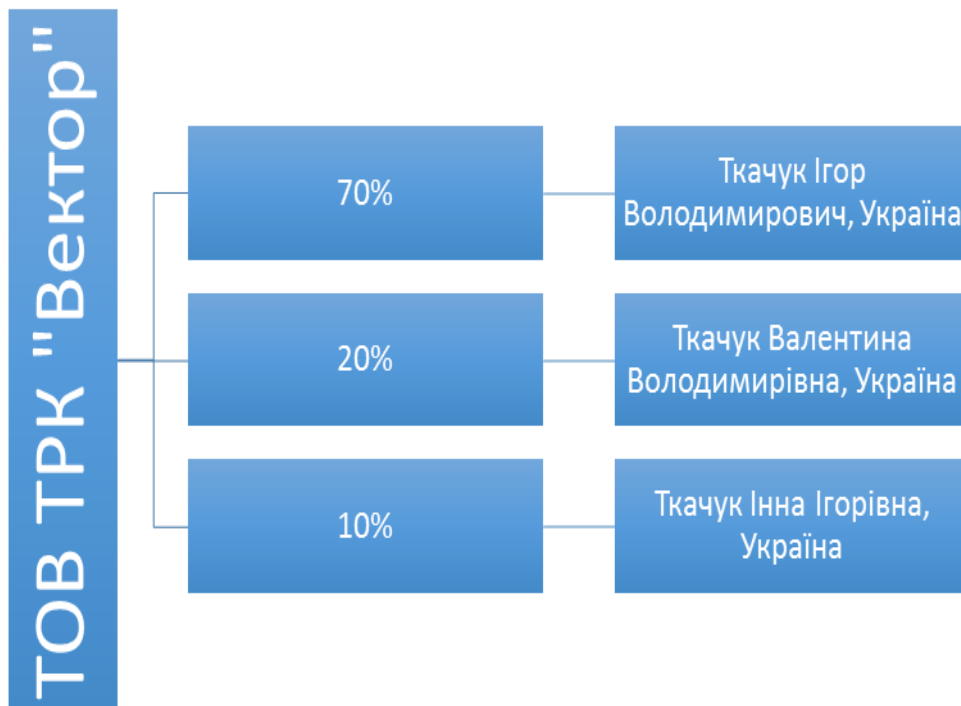 ТОВ ТРК "Вектор"
70%
Ткачук Ігор
Володимирович, Україна
20%
Ткачук Валентина
Володимирівна, Україна
10%
Ткачук Інна Ігорівна,
Україна